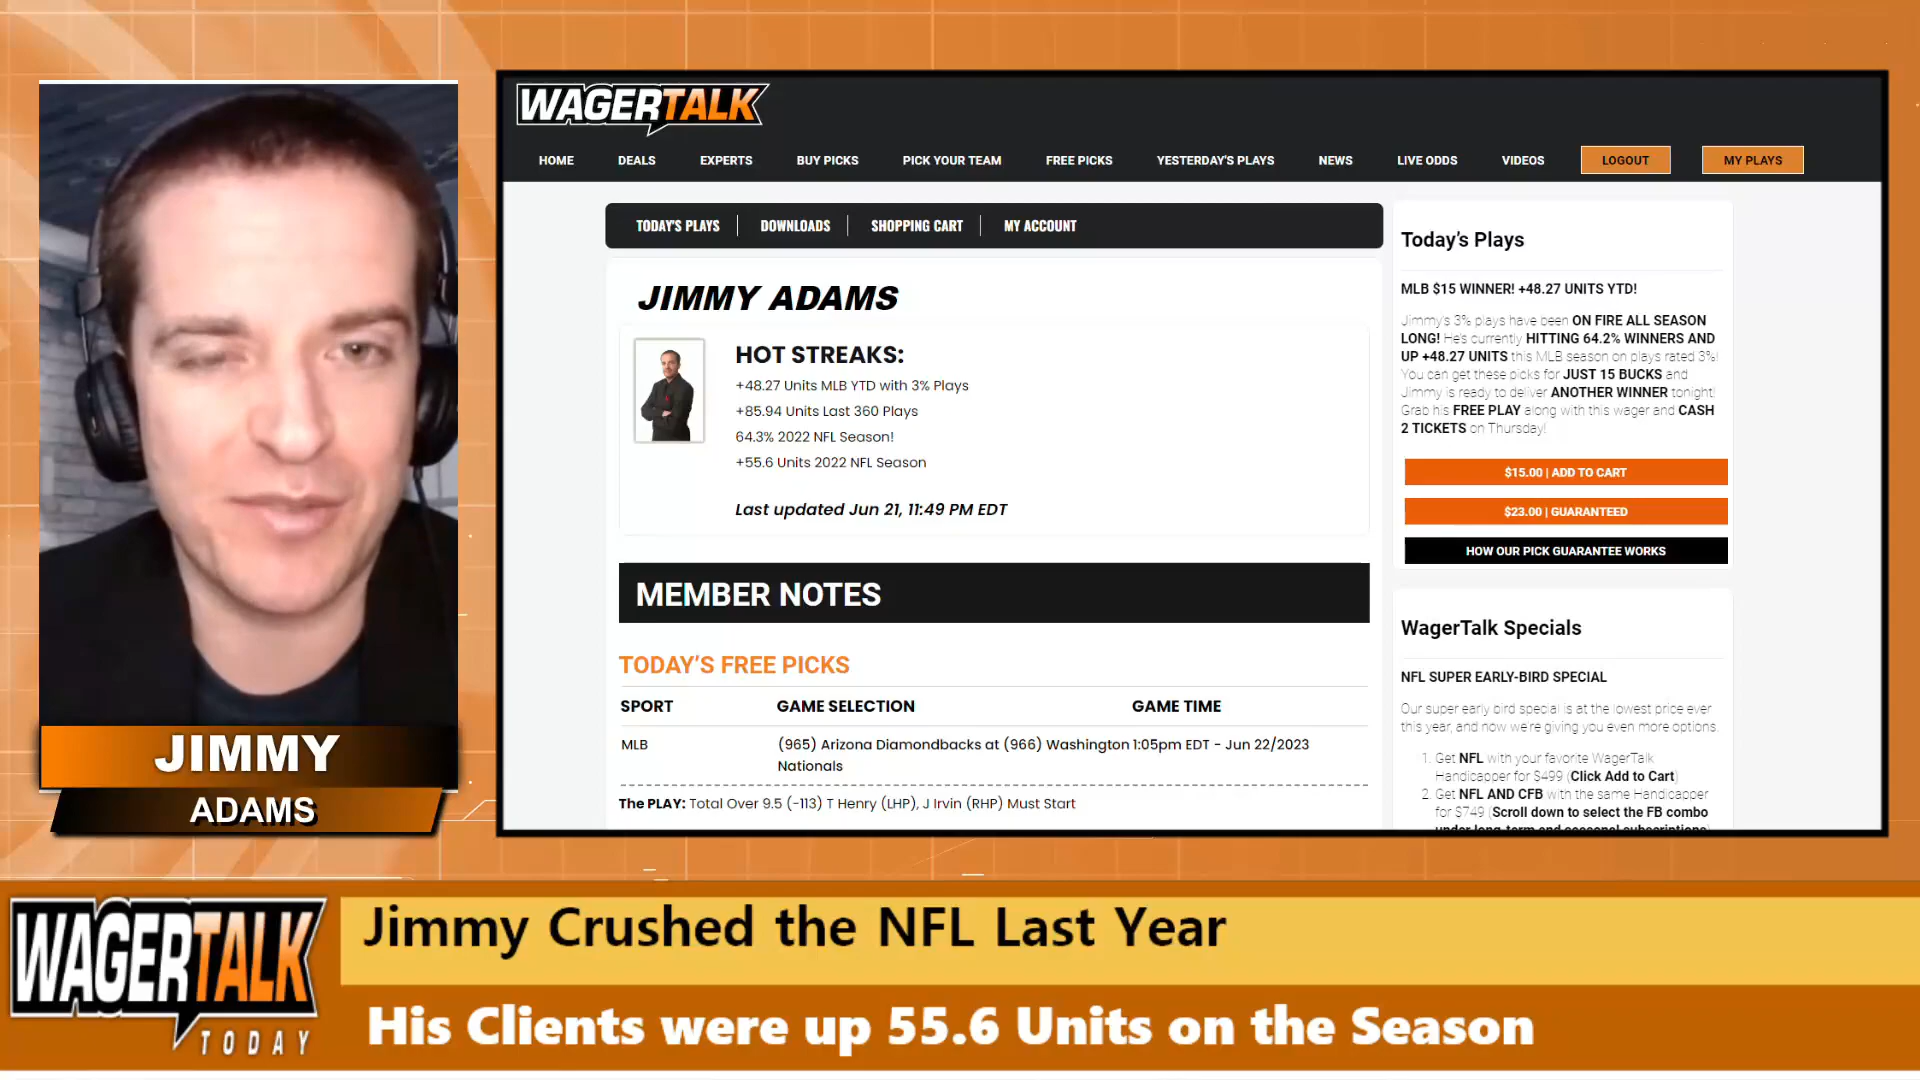 WAGERTALK
HOME DEALS EXPERTS BUY PICKS PICK YOUR TEAM FREE PICKS YESTERDAY'S PLAYS NEWS LIVE ODDS VIDEOS LOGOUT MY PLAYS
TODAY'S PLAYS DOWNLOADS SHOPPING CART MY ACCOUNT
JIMMY ADAMS
HOT STREAKS:
+48.27 Units MLB YTD with 3% Plays
+85.94 Units Last 360 Plays
64.3% 2022 NFL Season!
+55.6 Units 2022 NFL Season
Last updated Jun 21, 11:49 PM EDT
MEMBER NOTES
TODAY'S FREE PICKS
SPORT GAME SELECTION GAME TIME
MLB (965) Arizona Diamondbacks at (966) Washington 1:05pm EDT - Jun 22/2023
Nationals
The PLAY: Total Over 9.5 (-113) T Henry (LHP), J Irvin (RHP) Must Start
Today's Plays
MLB $15 WINNER! +48.27 UNITS YTD!
Jimmy's 3% plays have been ON FIRE ALL SEASON
LONG! He's currently HITTING 64.2% WINNERS AND
UP +48.27 UNITS this MLB season on plays rated 3%!
You can get these picks for JUST 15 BUCKS and
Jimmy is ready to deliver ANOTHER WINNER tonight!
Grab his FREE PLAY along with this wager and CASH
2 TICKETS on Thursday!
$15.00 | ADD TO CART
$23.00 | GUARANTEED
HOW OUR PICK GUARANTEE WORKS
WagerTalk Specials
NFL SUPER EARLY-BIRD SPECIAL
Our super early bird special is at the lowest price ever
this year, and now we're giving you even more options.
1. Get NFL with your favorite WagerTalk
Handicapper for $499 (Click Add to Cart)
2. Get NFL AND CFB with the same Handicapper
for $749 (Scroll down to select the FB combo
under long-term and seasonal subscriptions)
JIMMY
ADAMS
WAGERTALK
TODAY
Jimmy Crushed the NFL Last Year
His Clients were up 55.6 Units on the Season